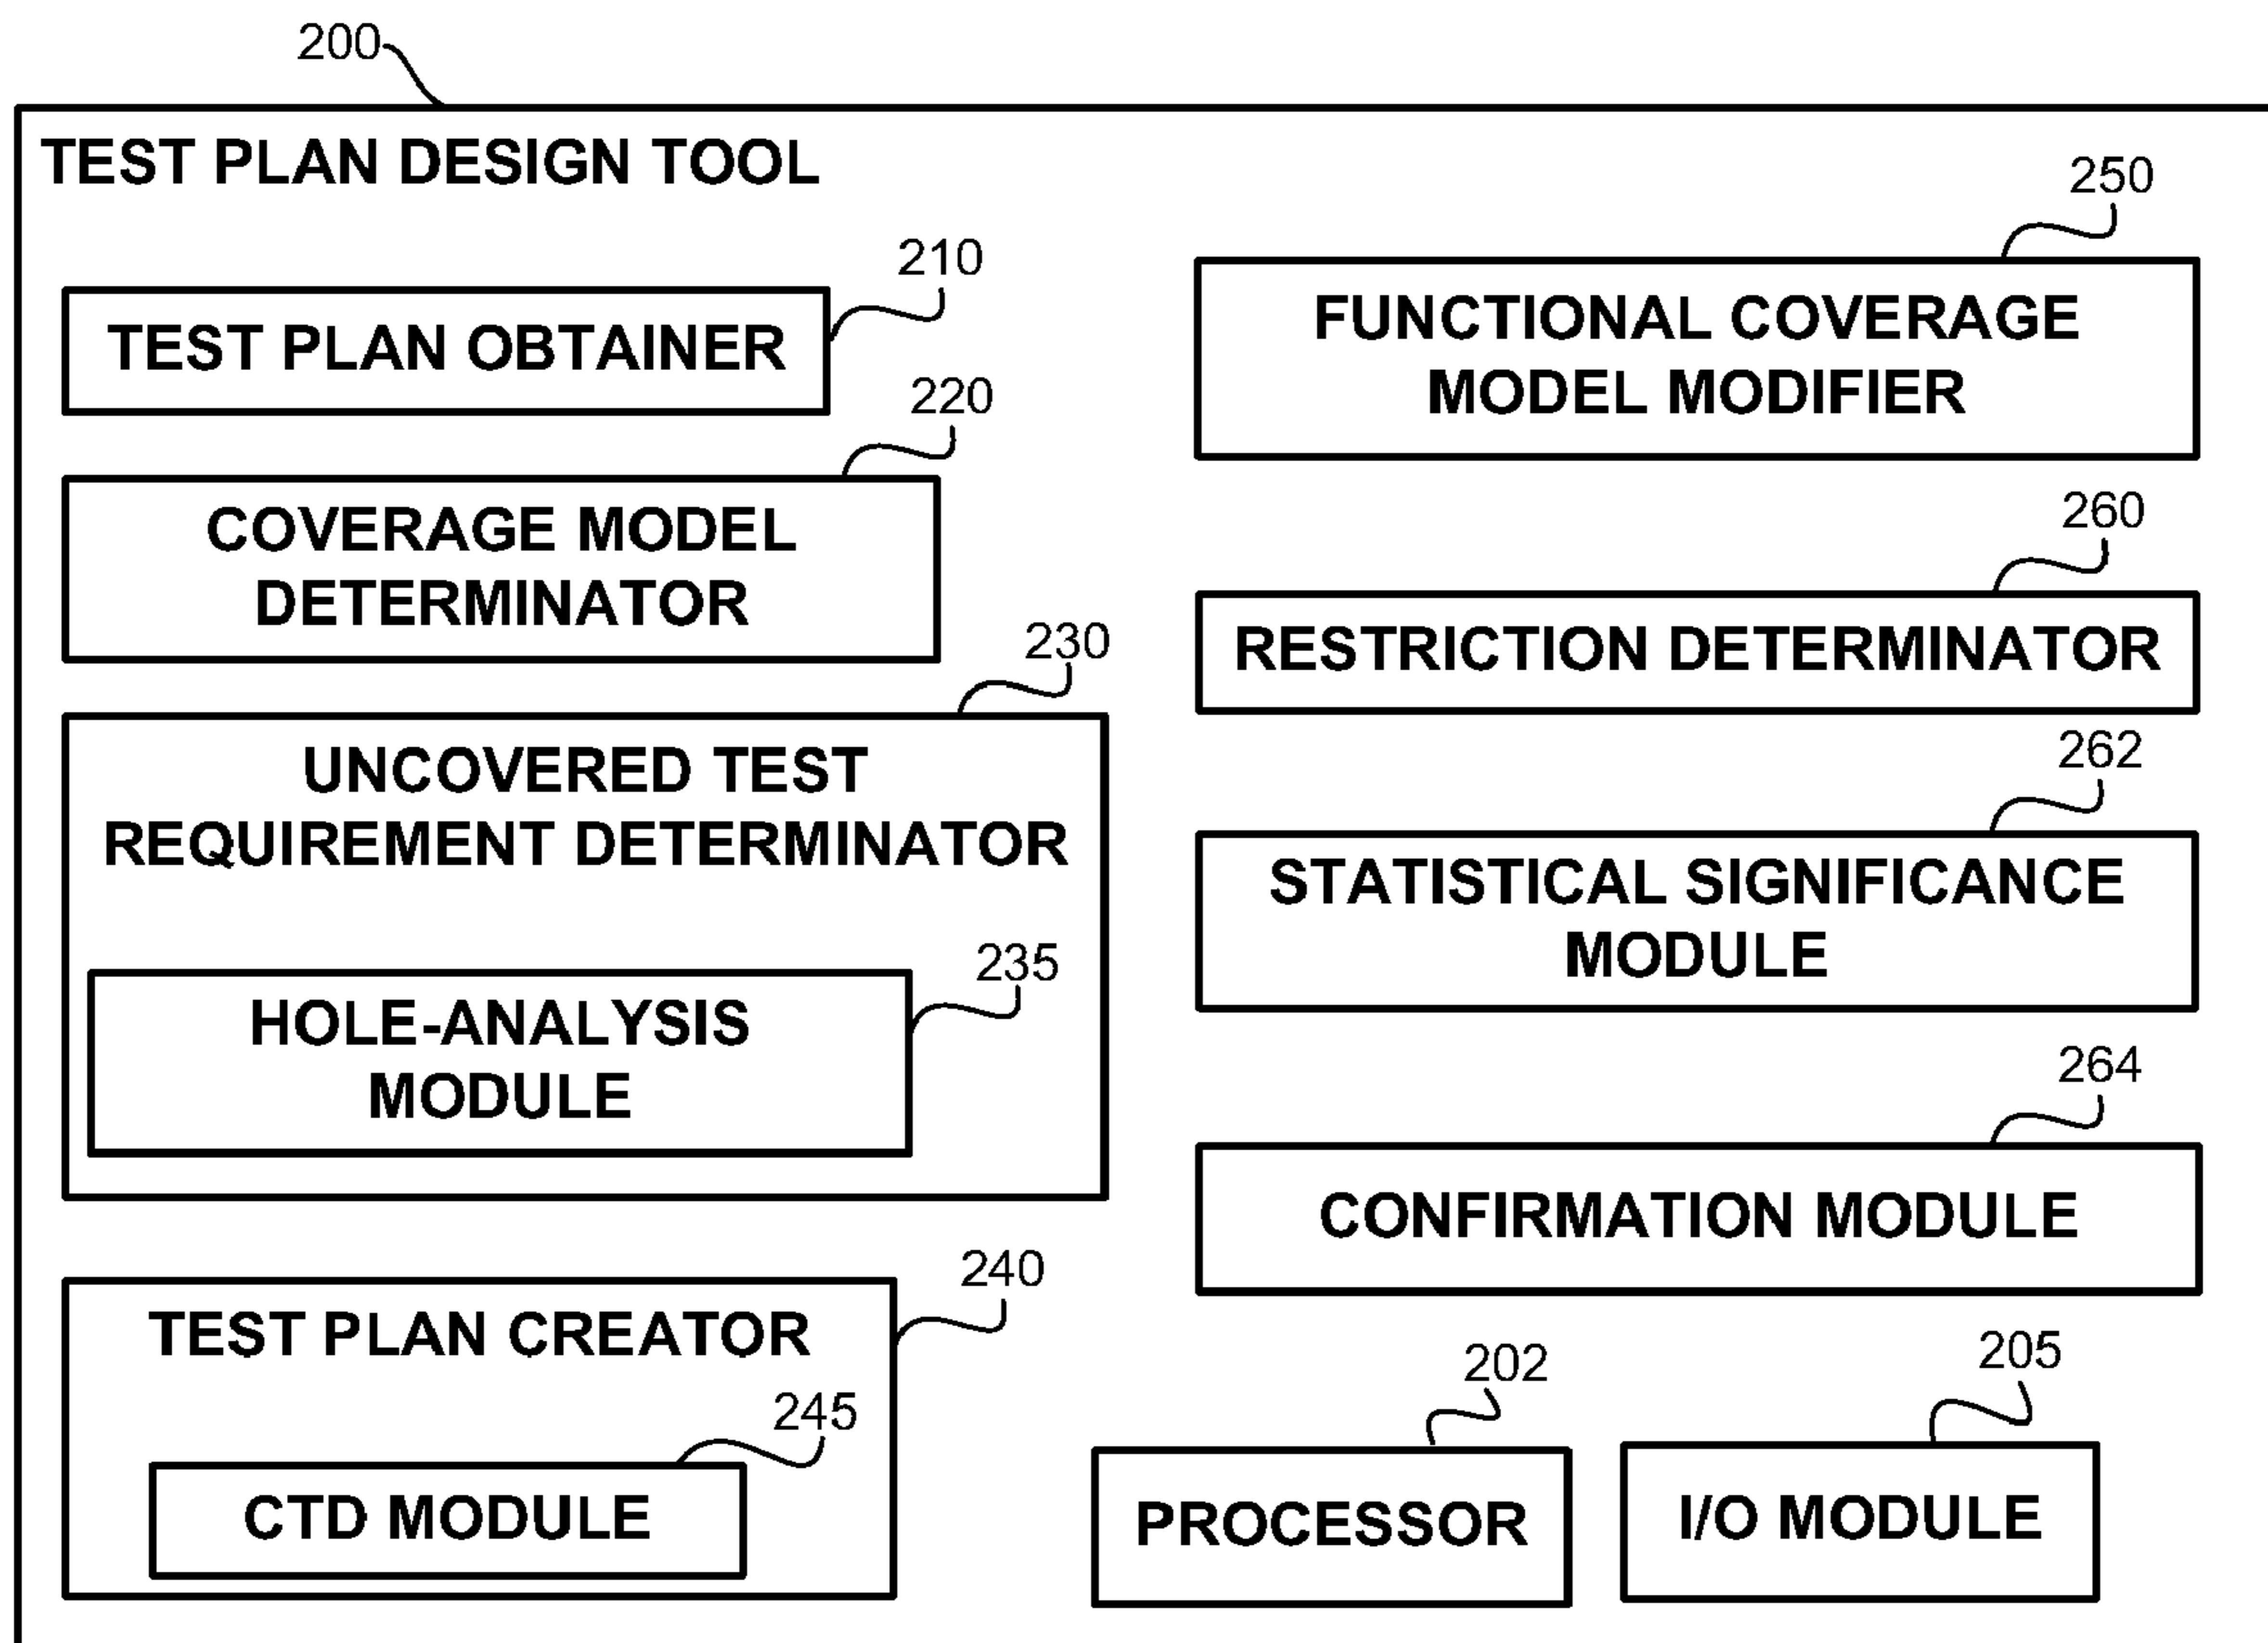 200
TEST PLAN DESIGN TOOL
210
TEST PLAN OBTAINER
220
COVERAGE MODEL
DETERMINATOR
230
UNCOVERED TEST
REQUIREMENT DETERMINATOR
235
HOLE-ANALYSIS
MODULE
240
TEST PLAN CREATOR
245
CTD MODULE
250
FUNCTIONAL COVERAGE
MODEL MODIFIER
260
RESTRICTION DETERMINATOR
262
STATISTICAL SIGNIFICANCE
MODULE
264
CONFIRMATION MODULE
202
PROCESSOR
205
I/O MODULE